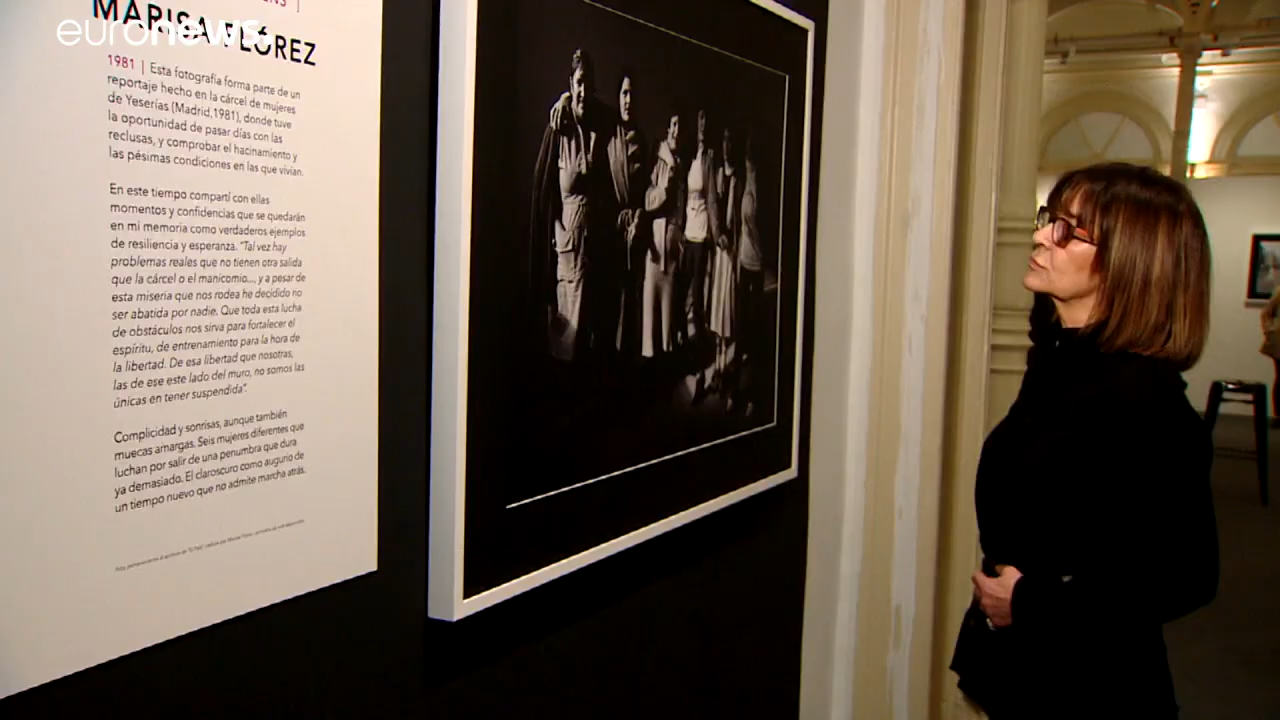 ENS |
euronews.
MARISA FLÓREZ
1981 | Esta fotografía forma parte de un
reportaje hecho en la cárcel de mujeres
de Yeserías (Madrid,1981), donde tuve
la oportunidad de pasar días con las
reclusas, y comprobar el hacinamiento y
las pésimas condiciones en las que vivían.
En este tiempo compartí con ellas
momentos y confidencias que se quedarán
en mi memoria como verdaderos ejemplos
de resiliencia y esperanza. "Tal vez hay
problemas reales que no tienen otra salida
que la cárcel o el manicomio..., y a pesar de
esta miseria que nos rodea he decidido no
ser abatida por nadie. Que toda esta lucha
de obstáculos nos sirva para fortalecer el
espíritu, de entrenamiento para la hora de
la libertad. De esa libertad que nosotras,
las de ese este lado del muro, no somos las
únicas en tener suspendida".
Complicidad y sonrisas, aunque también
muecas amargas. Seis mujeres diferentes que
luchan por salir de una penumbra que dura
ya demasiado. El claroscuro como augurio de
un tiempo nuevo que no admite marcha atrás.